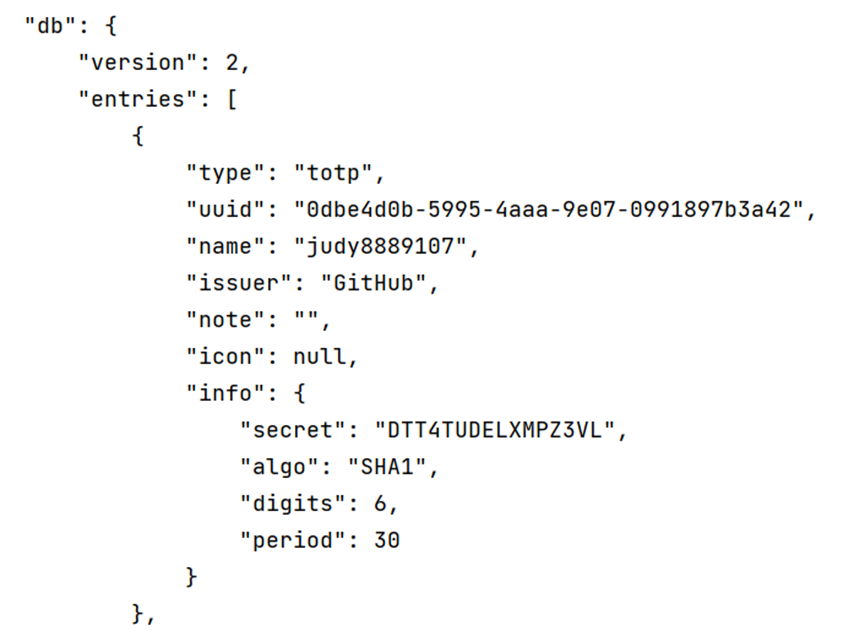 "db": {
"version": 2,
"entries": [
{
"type": "totp",
"uuid": "0dbe4d0b-5995-4aaa-9e07-0991897b3a42",
"name": "judy8889107",
"issuer": "GitHub",
"note": "",
"icon": null,
"info": {
"secret": "DTT4TUDELXMPZ3VL",
"algo": "SHA1",
"digits": 6,
"period": 30
}
},